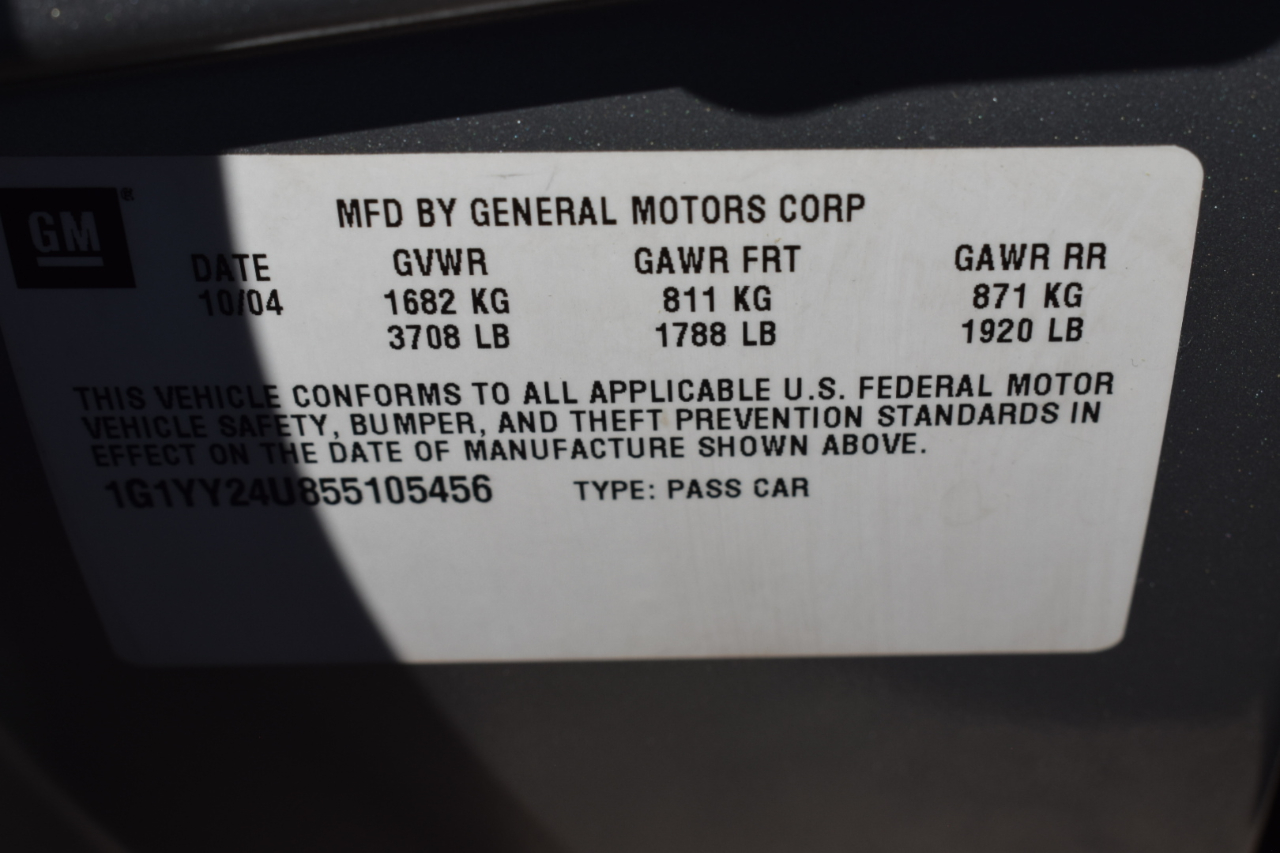 GM®
MFD BY GENERAL MOTORS CORP
DATE GVWR GAWR FRT GAWR RR
10/04 1682 KG 811 KG 871 KG
3708 LB 1788 LB 1920 LB
THIS VEHICLE CONFORMS TO ALL APPLICABLE U.S. FEDERAL MOTOR
VEHICLE SAFETY, BUMPER, AND THEFT PREVENTION STANDARDS IN
EFFECT ON THE DATE OF MANUFACTURE SHOWN ABOVE.
1G1YY24U855105456 TYPE: PASS CAR